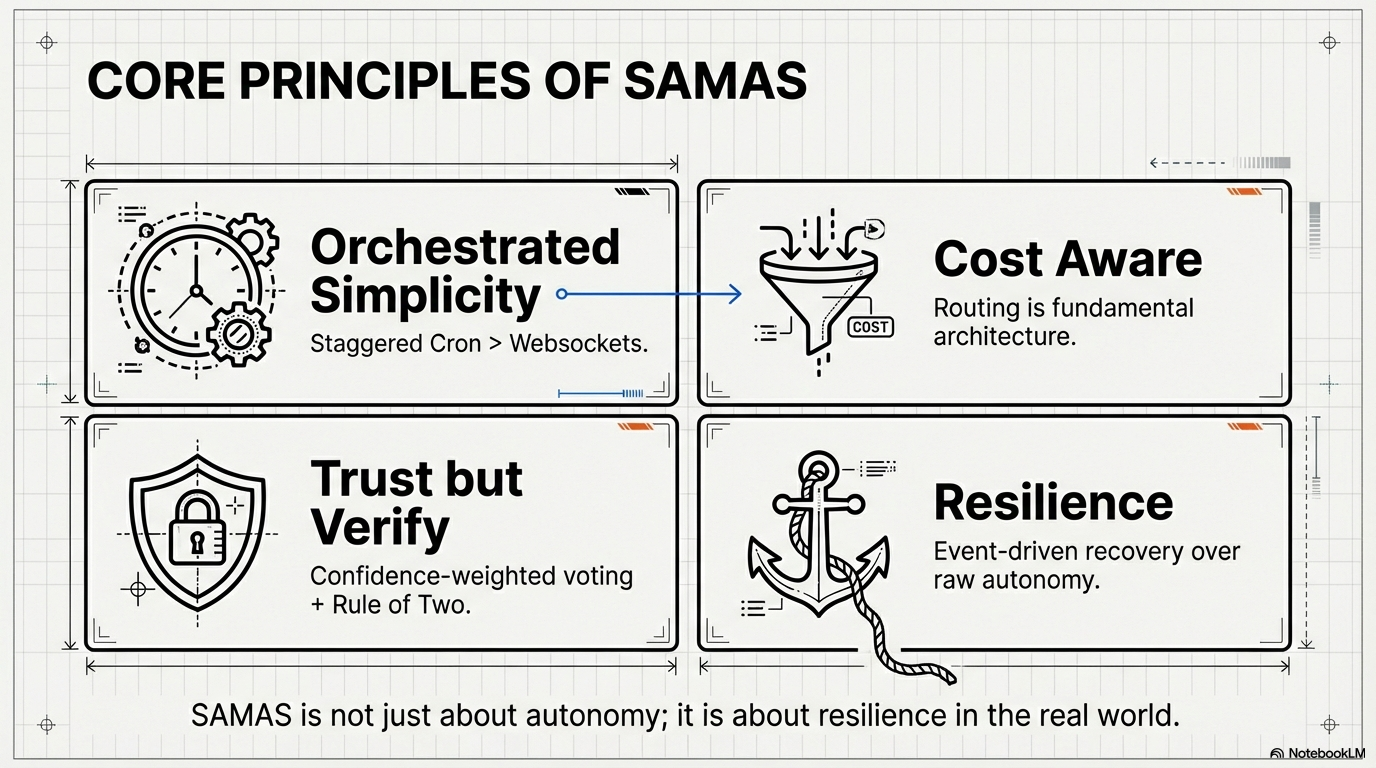 CORE PRINCIPLES OF SAMAS
Orchestrated
Simplicity
Staggered Cron > Websockets.
COST
Cost Aware
Routing is fundamental
architecture.
Trust but
Verify
Confidence-weighted voting
+ Rule of Two.
Resilience
Event-driven recovery over
raw autonomy.
SAMAS is not just about autonomy; it is about resilience in the real world.
NotebookLM